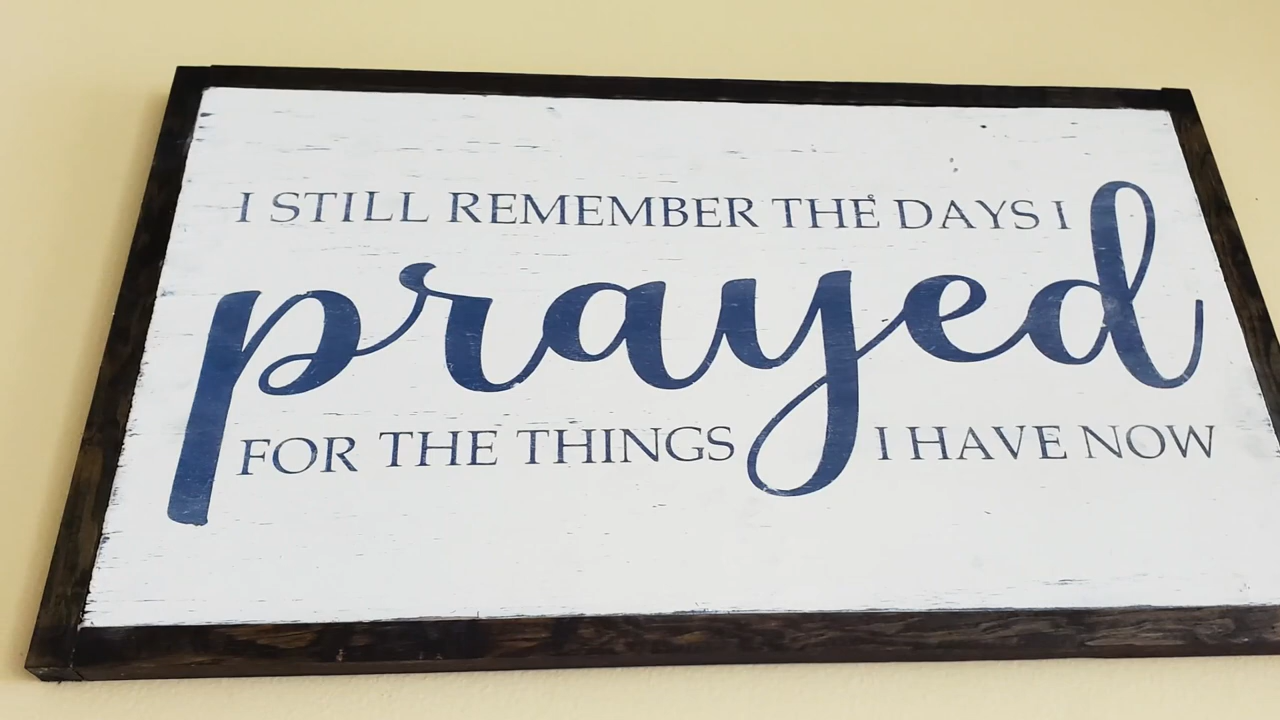 I STILL REMEMBER THE DAYS I
prayed
FOR THE THINGS I HAVE NOW